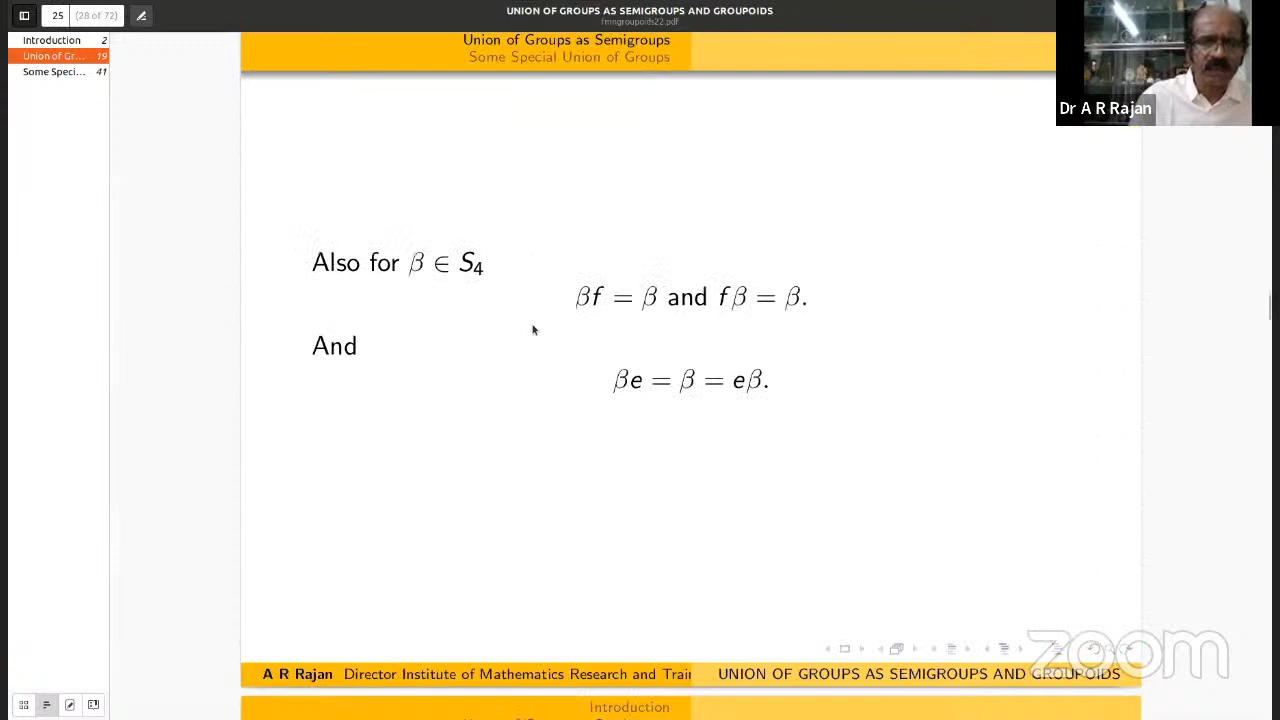 25 (28 of 72)
UNION OF GROUPS AS SEMIGROUPS AND GROUPOIDS
fmngroupoids22.pdf
Introduction 2
Union of Gr... 19
Some Speci... 41
Union of Groups as Semigroups
Some Special Union of Groups
Dr A R Rajan
Also for β ∈ S₄
βf = β and fβ = β.
And
βe = β = eβ.
zoom
A R Rajan Director Institute of Mathematics Research and Trai UNION OF GROUPS AS SEMIGROUPS AND GROUPOIDS
Introduction